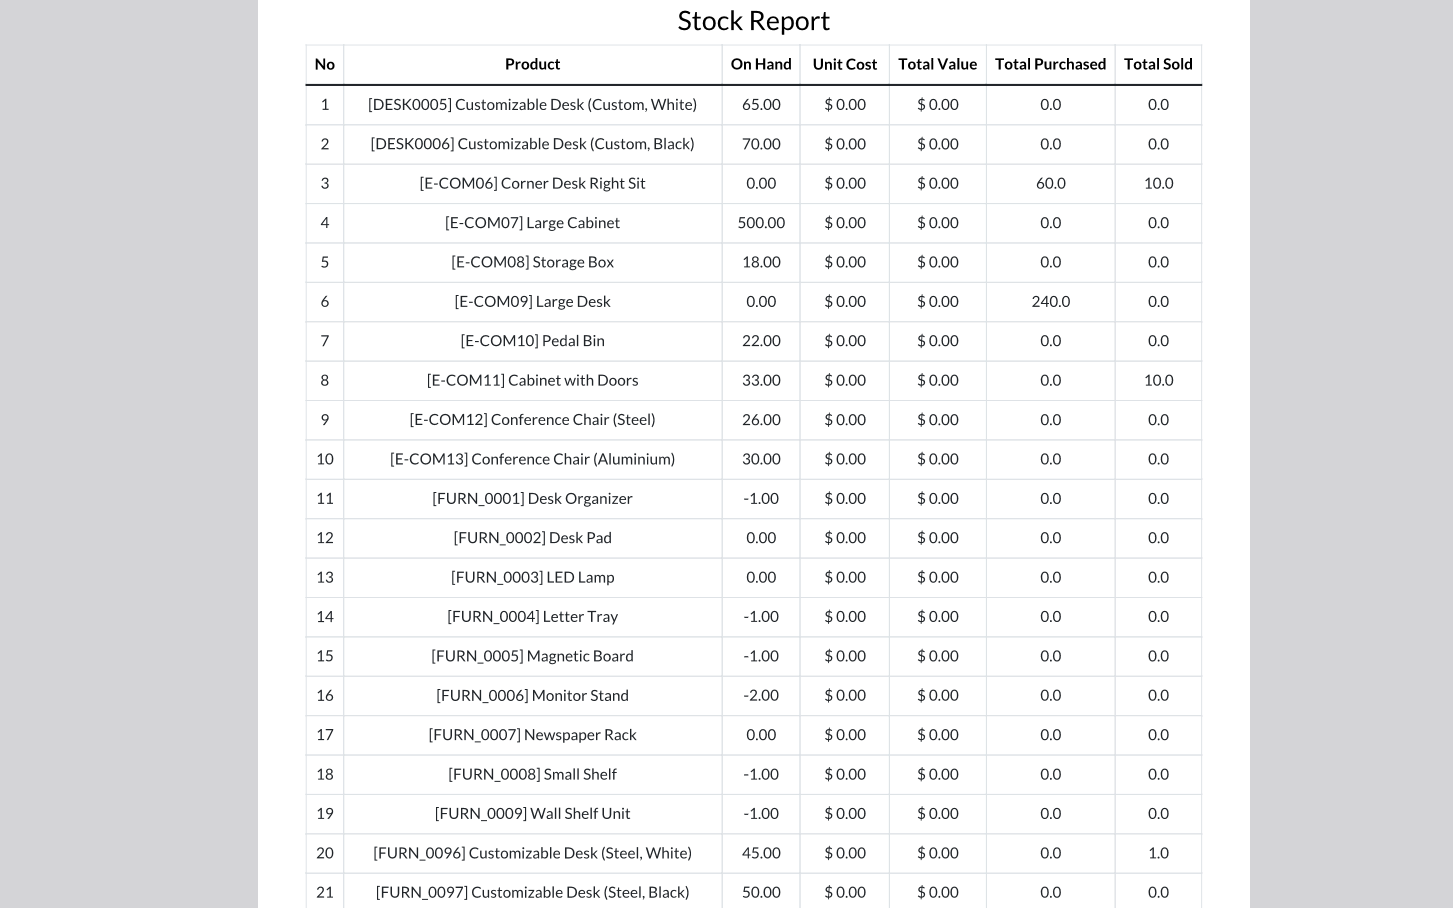 Stock Report
No Product On Hand Unit Cost Total Value Total Purchased Total Sold
1 [DESK0005] Customizable Desk (Custom, White) 65.00 $ 0.00 $ 0.00 0.0 0.0
2 [DESK0006] Customizable Desk (Custom, Black) 70.00 $ 0.00 $ 0.00 0.0 0.0
3 [E-COM06] Corner Desk Right Sit 0.00 $ 0.00 $ 0.00 60.0 10.0
4 [E-COM07] Large Cabinet 500.00 $ 0.00 $ 0.00 0.0 0.0
5 [E-COM08] Storage Box 18.00 $ 0.00 $ 0.00 0.0 0.0
6 [E-COM09] Large Desk 0.00 $ 0.00 $ 0.00 240.0 0.0
7 [E-COM10] Pedal Bin 22.00 $ 0.00 $ 0.00 0.0 0.0
8 [E-COM11] Cabinet with Doors 33.00 $ 0.00 $ 0.00 0.0 10.0
9 [E-COM12] Conference Chair (Steel) 26.00 $ 0.00 $ 0.00 0.0 0.0
10 [E-COM13] Conference Chair (Aluminium) 30.00 $ 0.00 $ 0.00 0.0 0.0
11 [FURN_0001] Desk Organizer -1.00 $ 0.00 $ 0.00 0.0 0.0
12 [FURN_0002] Desk Pad 0.00 $ 0.00 $ 0.00 0.0 0.0
13 [FURN_0003] LED Lamp 0.00 $ 0.00 $ 0.00 0.0 0.0
14 [FURN_0004] Letter Tray -1.00 $ 0.00 $ 0.00 0.0 0.0
15 [FURN_0005] Magnetic Board -1.00 $ 0.00 $ 0.00 0.0 0.0
16 [FURN_0006] Monitor Stand -2.00 $ 0.00 $ 0.00 0.0 0.0
17 [FURN_0007] Newspaper Rack 0.00 $ 0.00 $ 0.00 0.0 0.0
18 [FURN_0008] Small Shelf -1.00 $ 0.00 $ 0.00 0.0 0.0
19 [FURN_0009] Wall Shelf Unit -1.00 $ 0.00 $ 0.00 0.0 0.0
20 [FURN_0096] Customizable Desk (Steel, White) 45.00 $ 0.00 $ 0.00 0.0 1.0
21 [FURN_0097] Customizable Desk (Steel, Black) 50.00 $ 0.00 $ 0.00 0.0 0.0